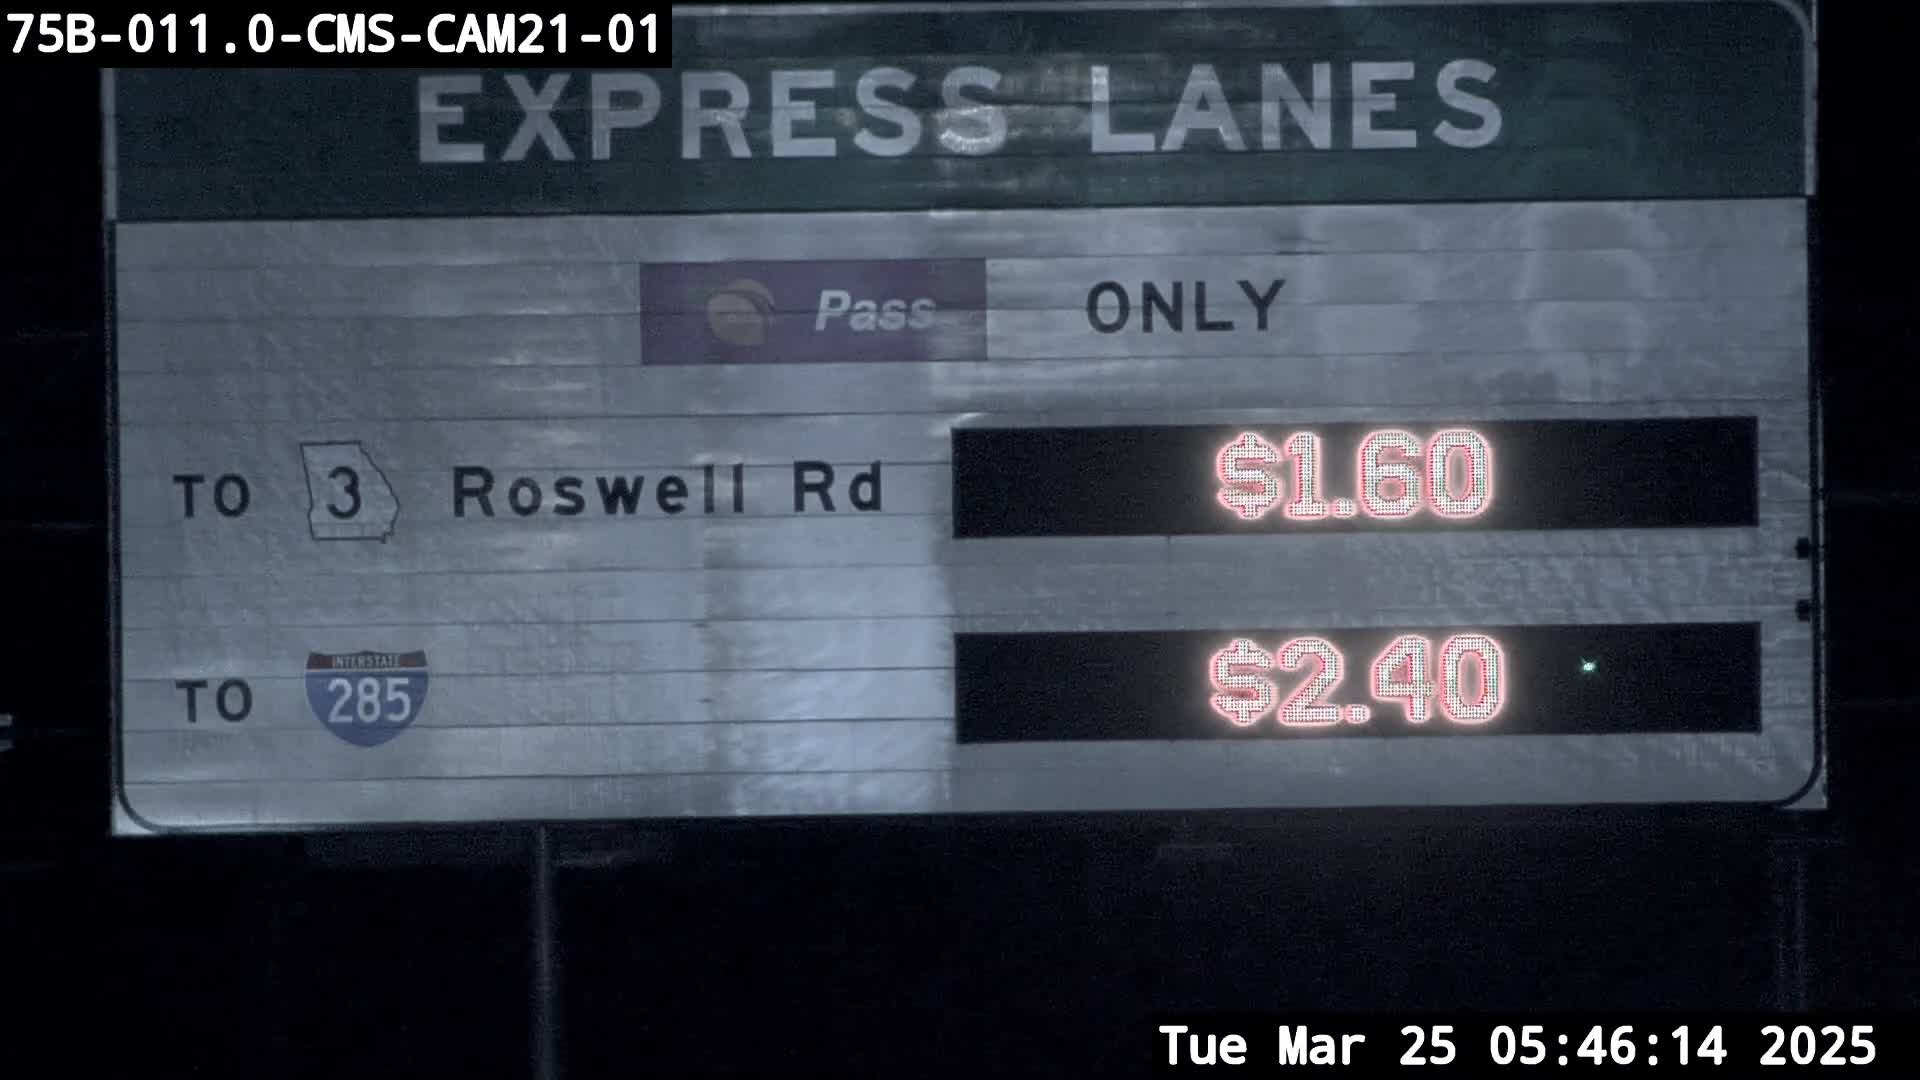 75B-011.0-CMS-CAM21-01
EXPRESS LANES
Pass ONLY
TO 3 Roswell Rd $1.60
TO INTERSTATE 285 $2.40
Tue Mar 25 05:46:14 2025